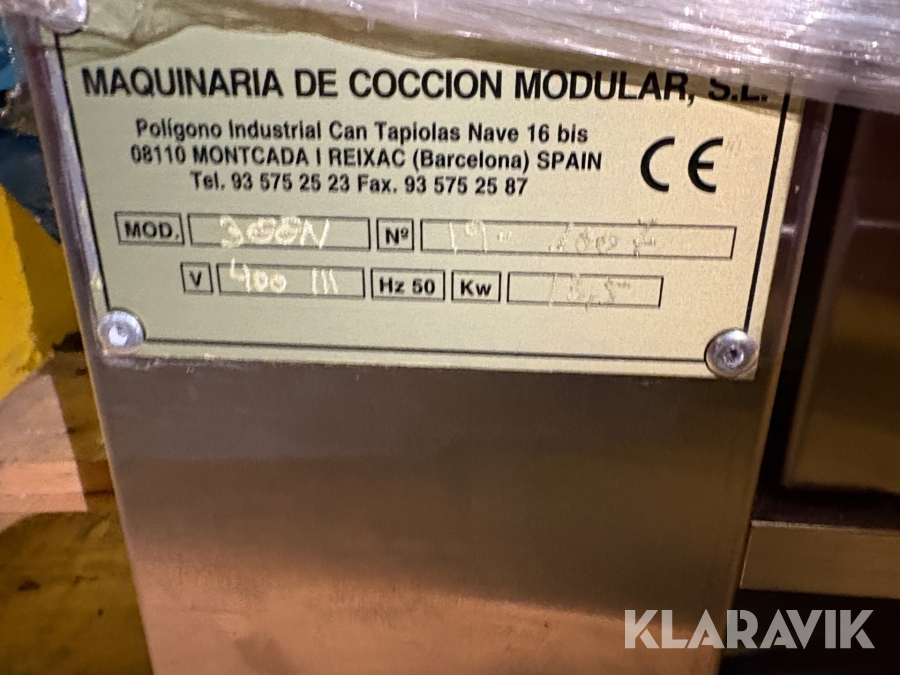 MAQUINARIA DE COCCION MODULAR, S.L.
Polígono Industrial Can Tapiolas Nave 16 bis
08110 MONTCADA I REIXAC (Barcelona) SPAIN
Tel. 93 575 25 23 Fax. 93 575 25 87
CE
MOD. 300N Nº
V 400 III Hz 50 Kw
KLARAVIK